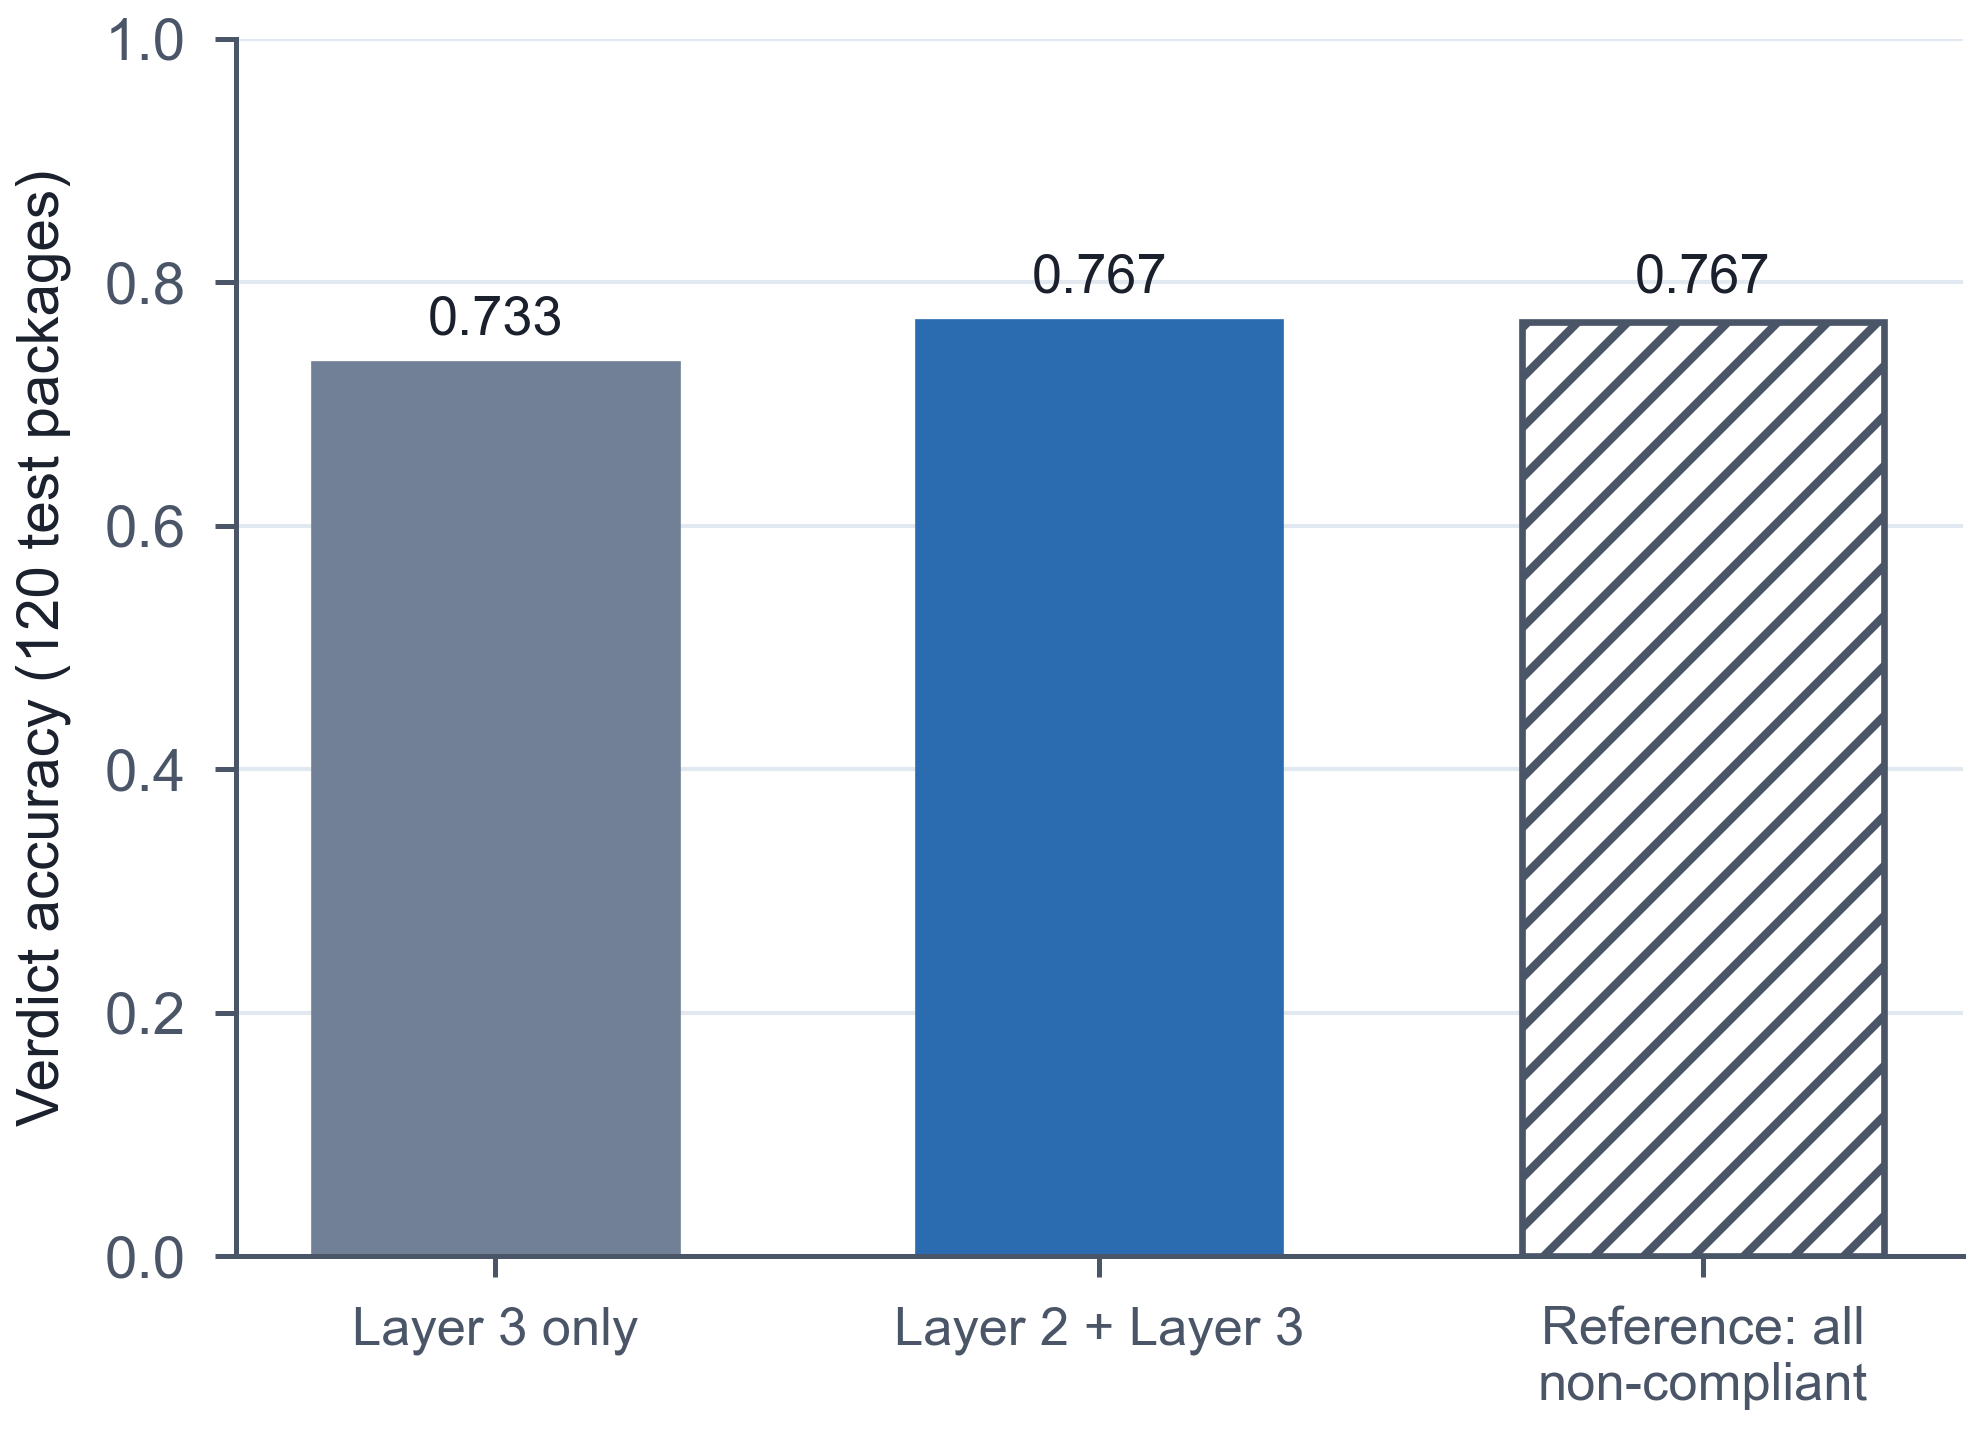 Verdict accuracy (120 test packages)
1.0
0.8
0.6
0.4
0.2
0.0
0.733
0.767
0.767
Layer 3 only
Layer 2 + Layer 3
Reference: all
non-compliant